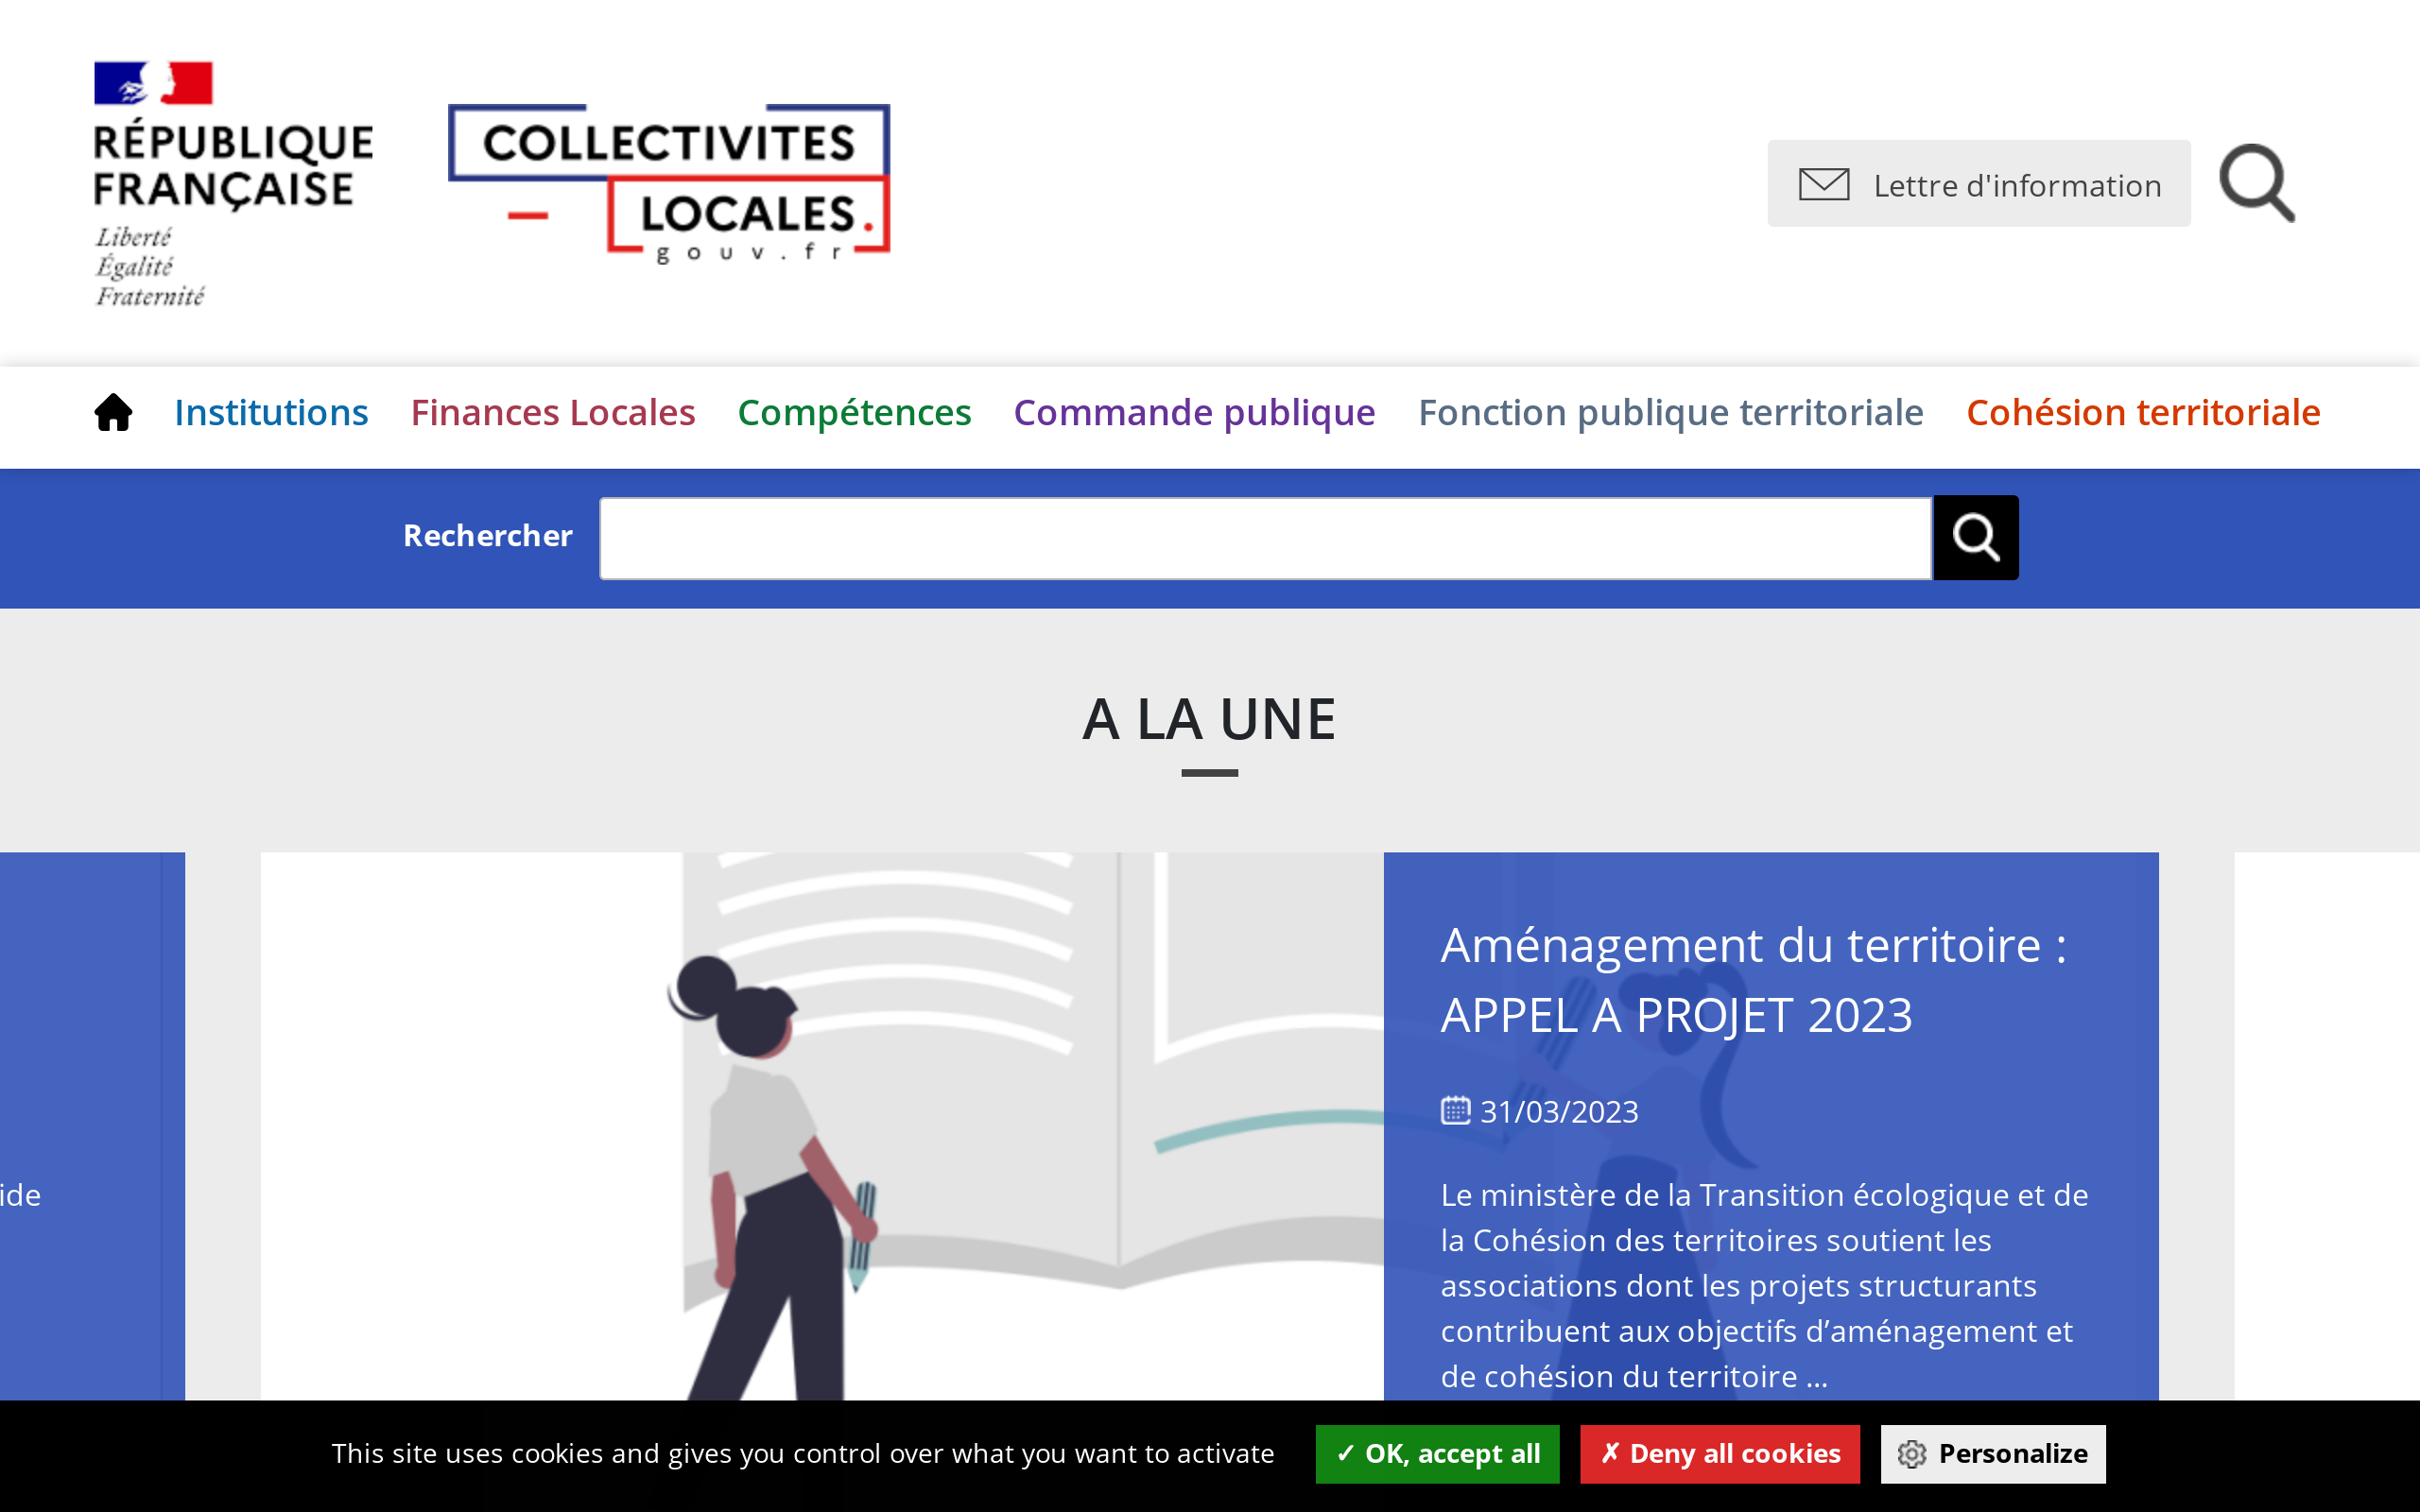 RÉPUBLIQUE
FRANÇAISE
Liberté
Égalité
Fraternité
COLLECTIVITES
LOCALES.
gouv.fr
Lettre d'information
Institutions Finances Locales Compétences Commande publique Fonction publique territoriale Cohésion territoriale
Rechercher
A LA UNE
ide
Aménagement du territoire :
APPEL A PROJET 2023
31/03/2023
Le ministère de la Transition écologique et de
la Cohésion des territoires soutient les
associations dont les projets structurants
contribuent aux objectifs d’aménagement et
de cohésion du territoire ...
This site uses cookies and gives you control over what you want to activate ✓ OK, accept all ✗ Deny all cookies Personalize